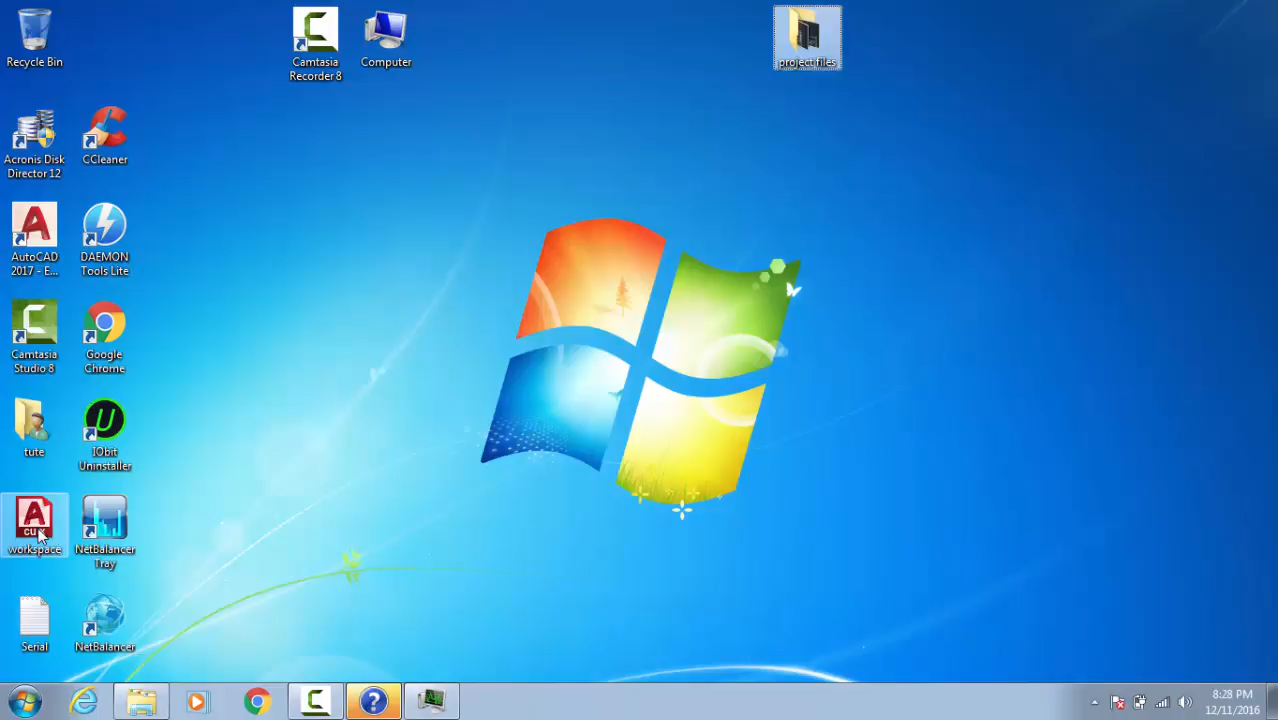 Recycle Bin
Camtasia
Recorder 8
Computer
project files
Acronis Disk
Director 12
CCleaner
AutoCAD
2017 - E...
DAEMON
Tools Lite
Camtasia
Studio 8
Google
Chrome
tute
IObit
Uninstaller
workspace
NetBalancer
Tray
Serial
NetBalancer
8:28 PM
12/11/2016